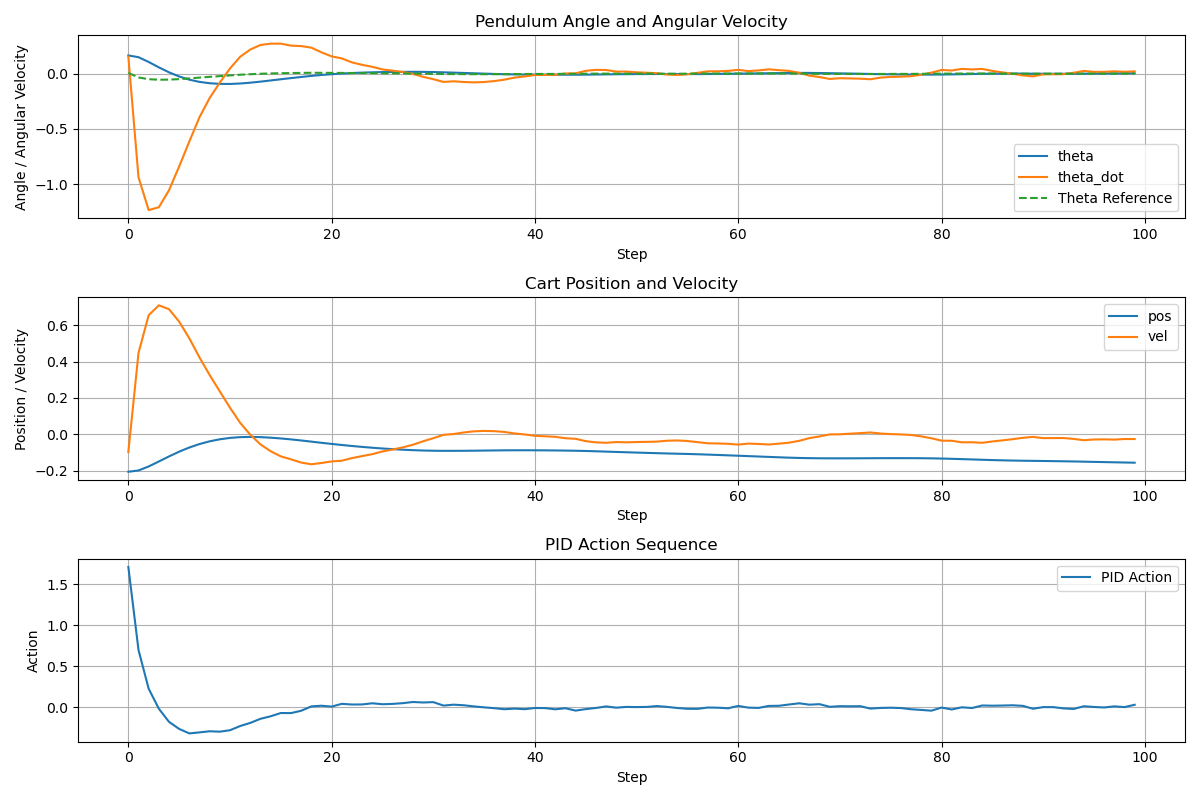 Pendulum Angle and Angular Velocity
Angle / Angular Velocity
0.0
−0.5
−1.0
theta
theta_dot
Theta Reference
0 20 40 60 80 100
Step
Cart Position and Velocity
Position / Velocity
0.6
0.4
0.2
0.0
−0.2
pos
vel
0 20 40 60 80 100
Step
PID Action Sequence
Action
1.5
1.0
0.5
0.0
PID Action
0 20 40 60 80 100
Step